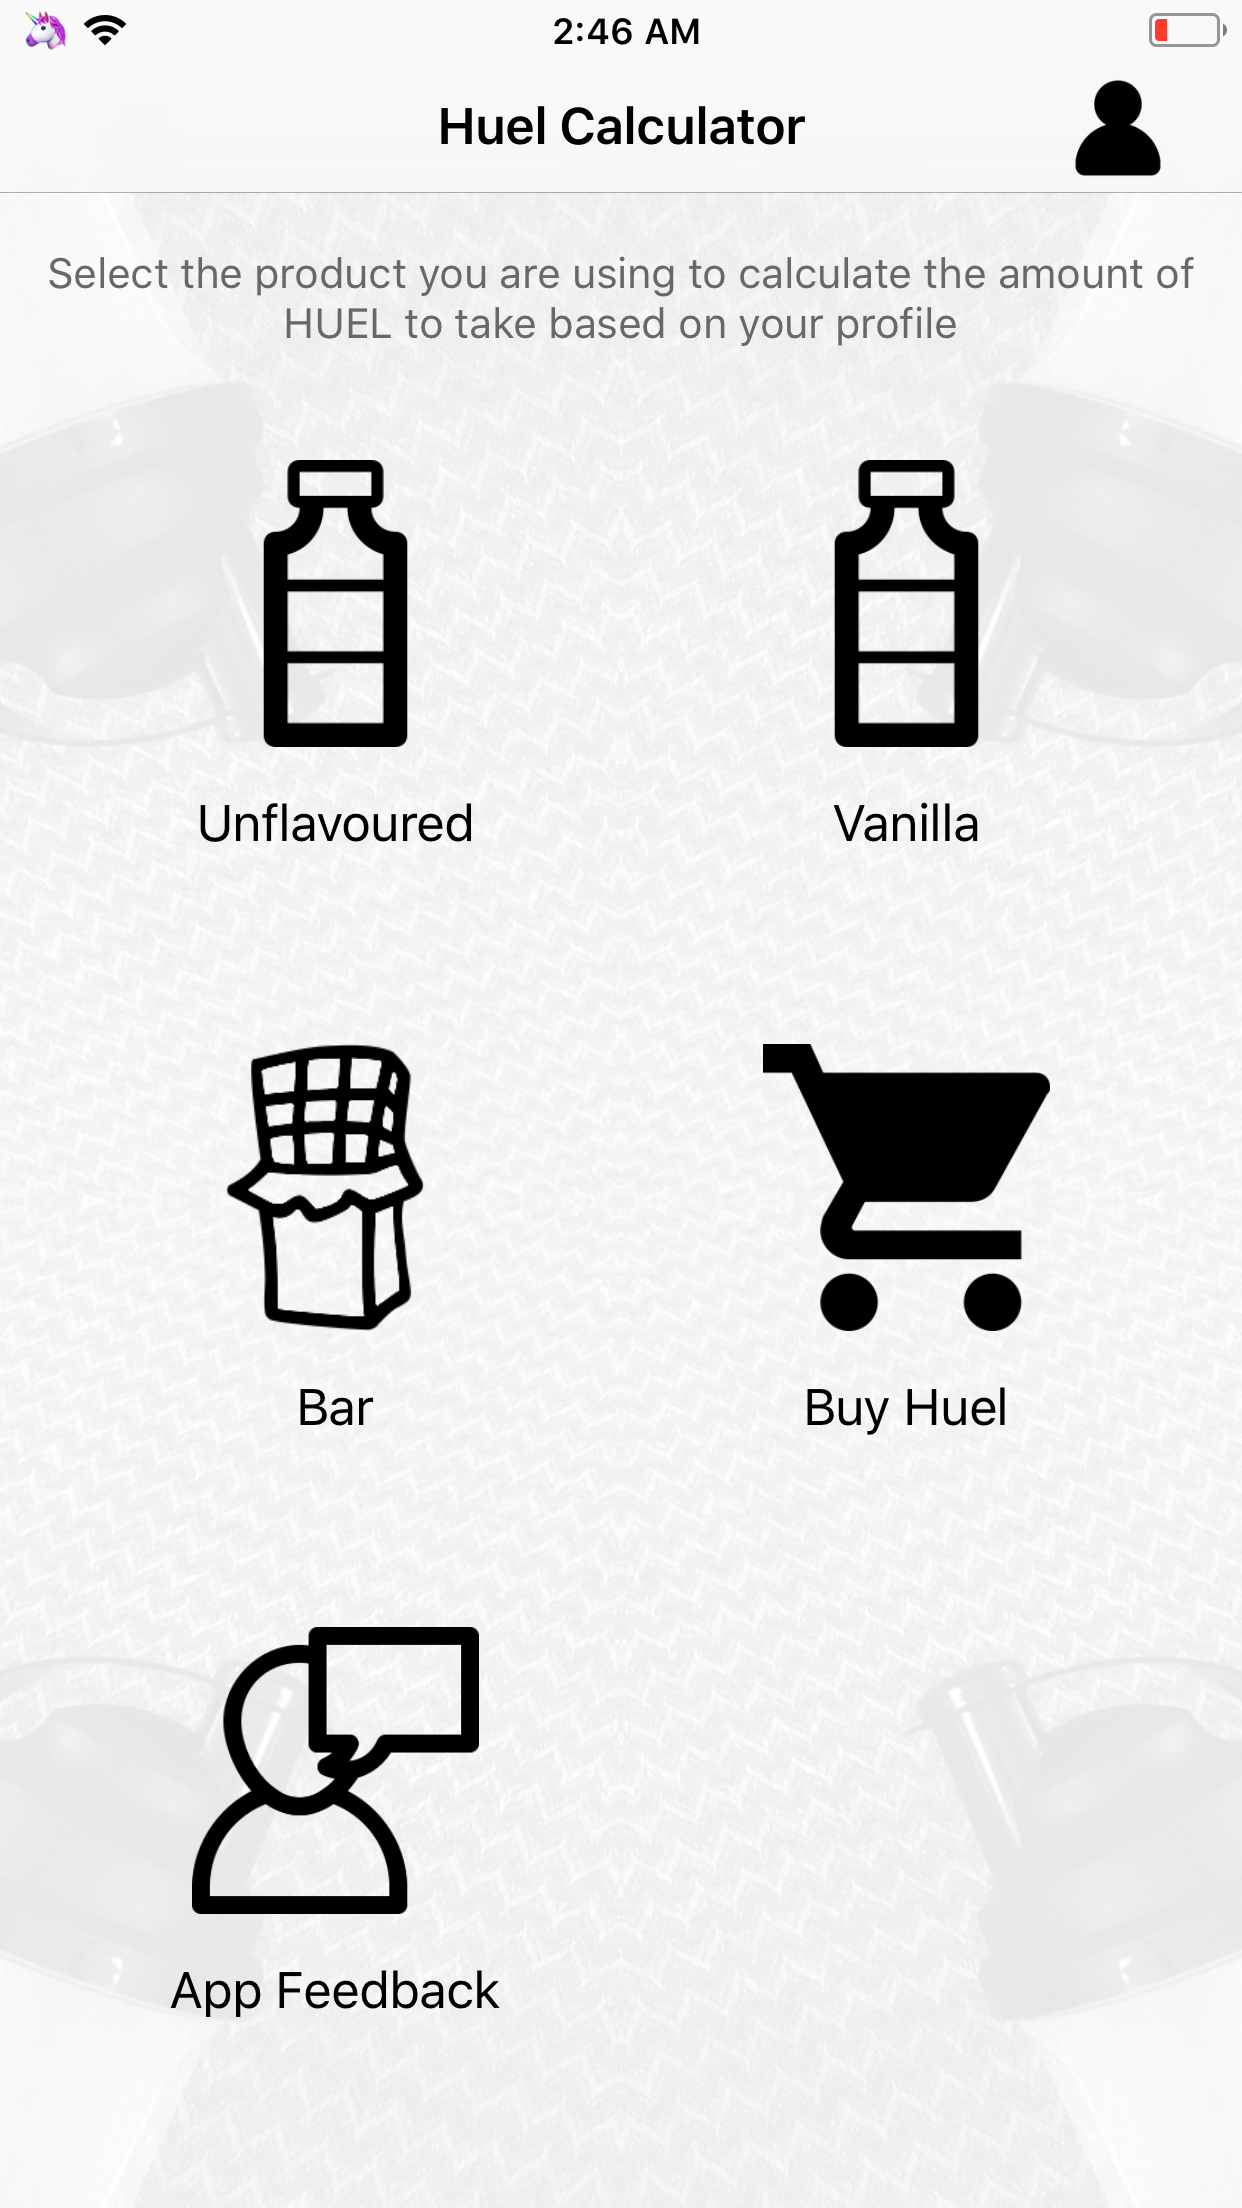 2:46 AM
Huel Calculator
Select the product you are using to calculate the amount of
HUEL to take based on your profile
Unflavoured
Vanilla
Bar
Buy Huel
App Feedback